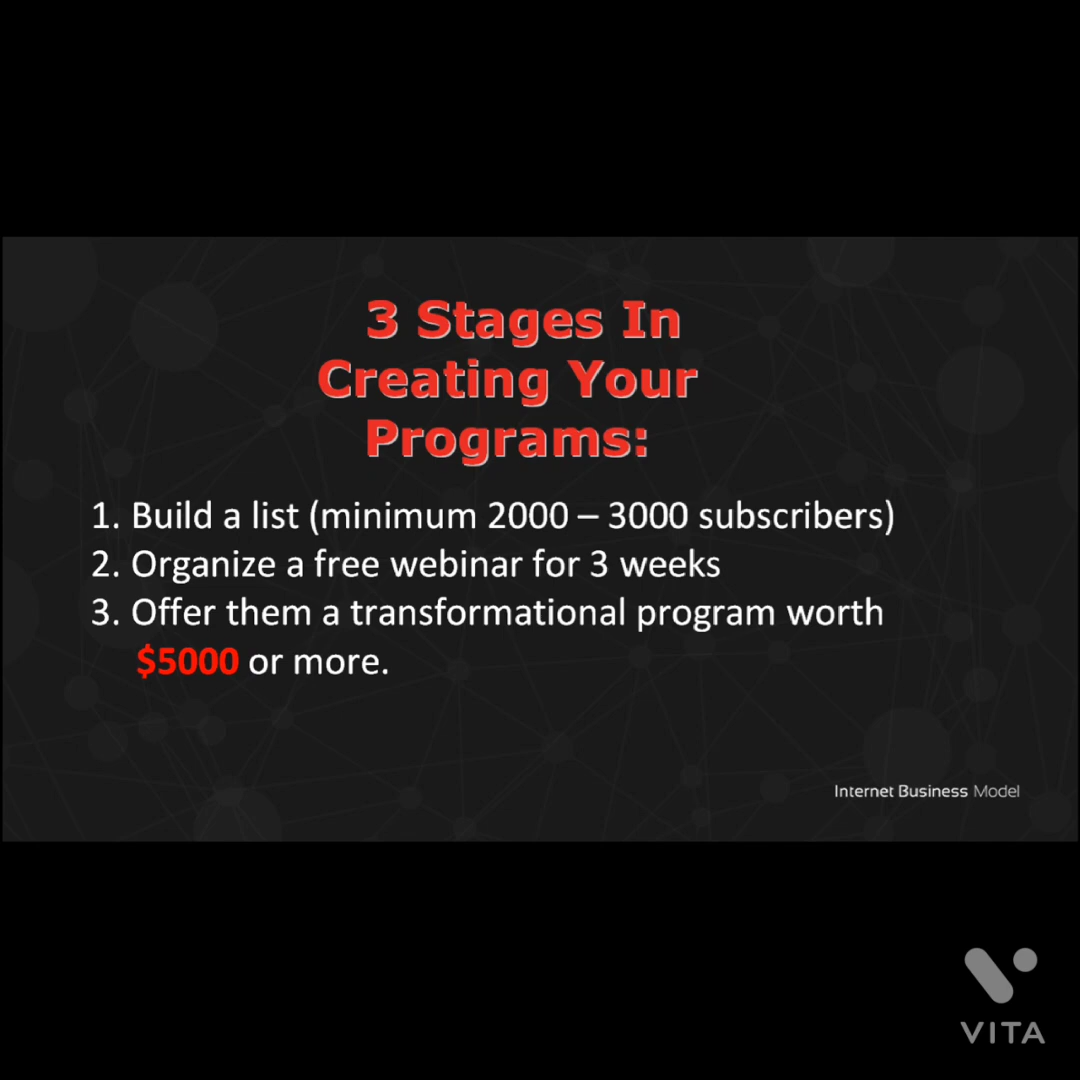 3 Stages In
Creating Your
Programs:
1. Build a list (minimum 2000 – 3000 subscribers)
2. Organize a free webinar for 3 weeks
3. Offer them a transformational program worth
$5000 or more.
Internet Business Model
VITA